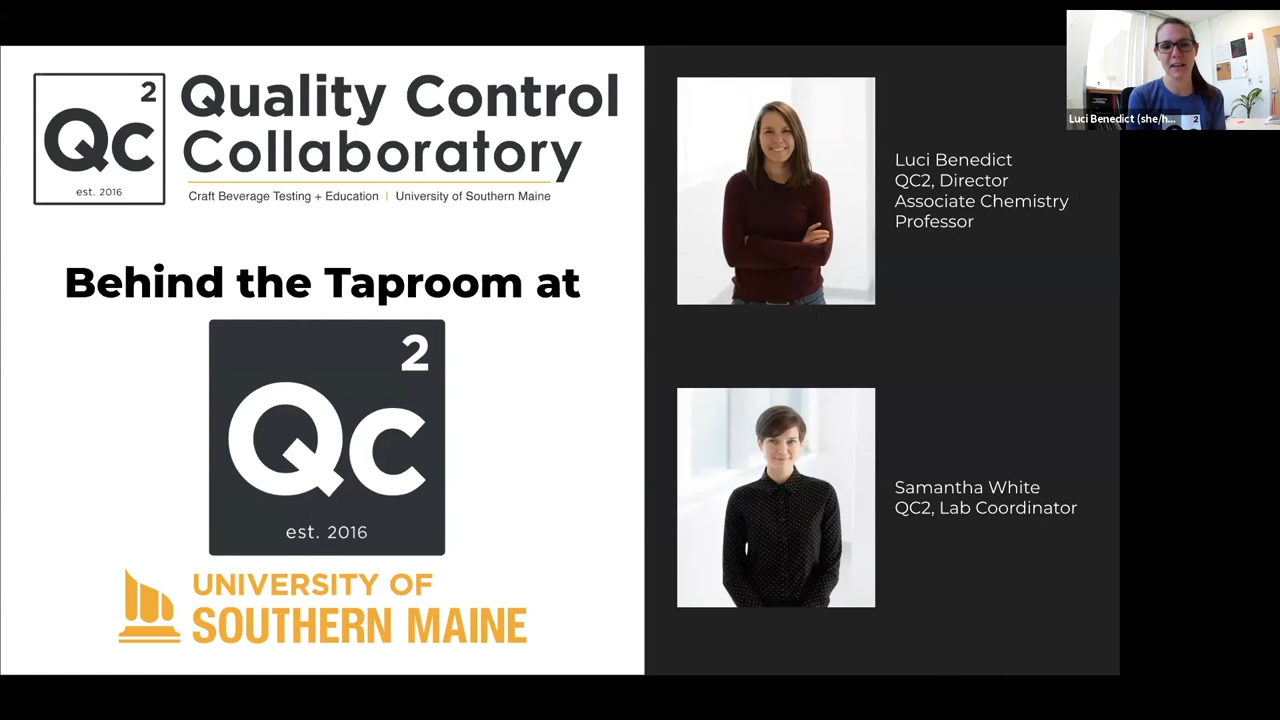 2
Qc
est. 2016
Quality Control
Collaboratory
Craft Beverage Testing + Education | University of Southern Maine
Behind the Taproom at
2
Qc
est. 2016
UNIVERSITY OF
SOUTHERN MAINE
Luci Benedict
QC2, Director
Associate Chemistry
Professor
Samantha White
QC2, Lab Coordinator
Luci Benedict (she/h...
2